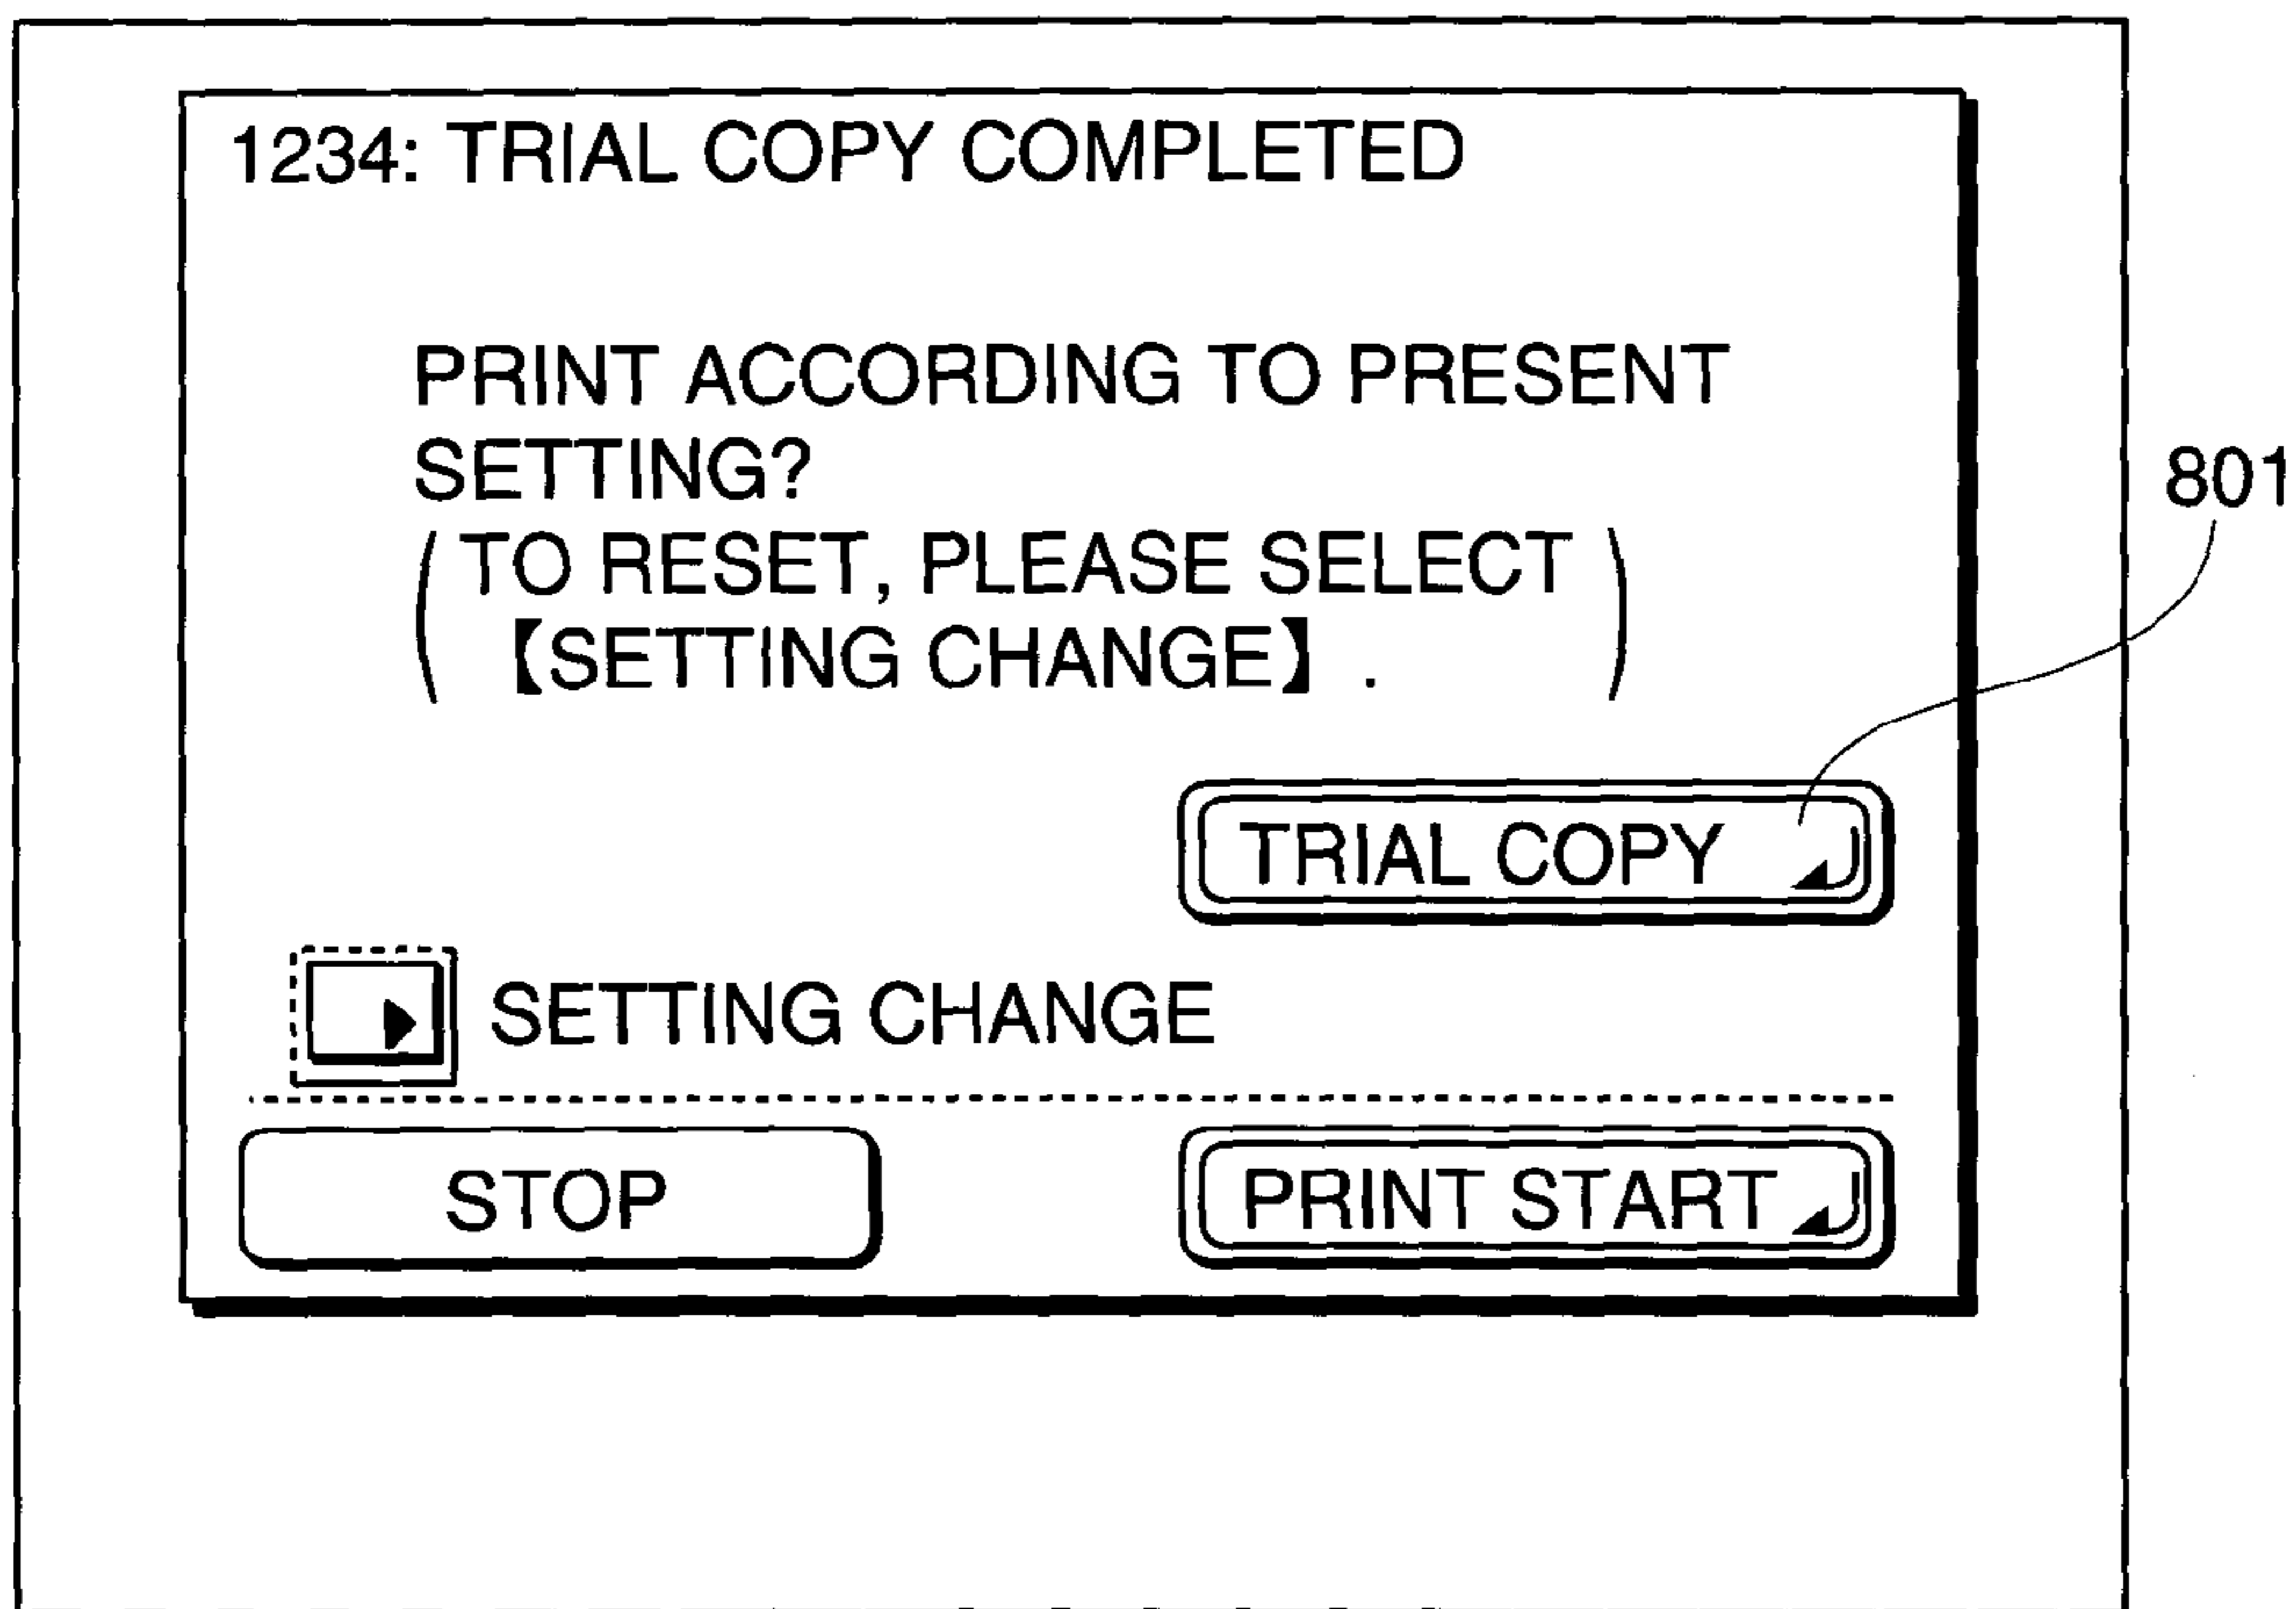 1234: TRIAL COPY COMPLETED
PRINT ACCORDING TO PRESENT
SETTING?
(TO RESET, PLEASE SELECT
【SETTING CHANGE】.)
801
TRIAL COPY
SETTING CHANGE
STOP
PRINT START